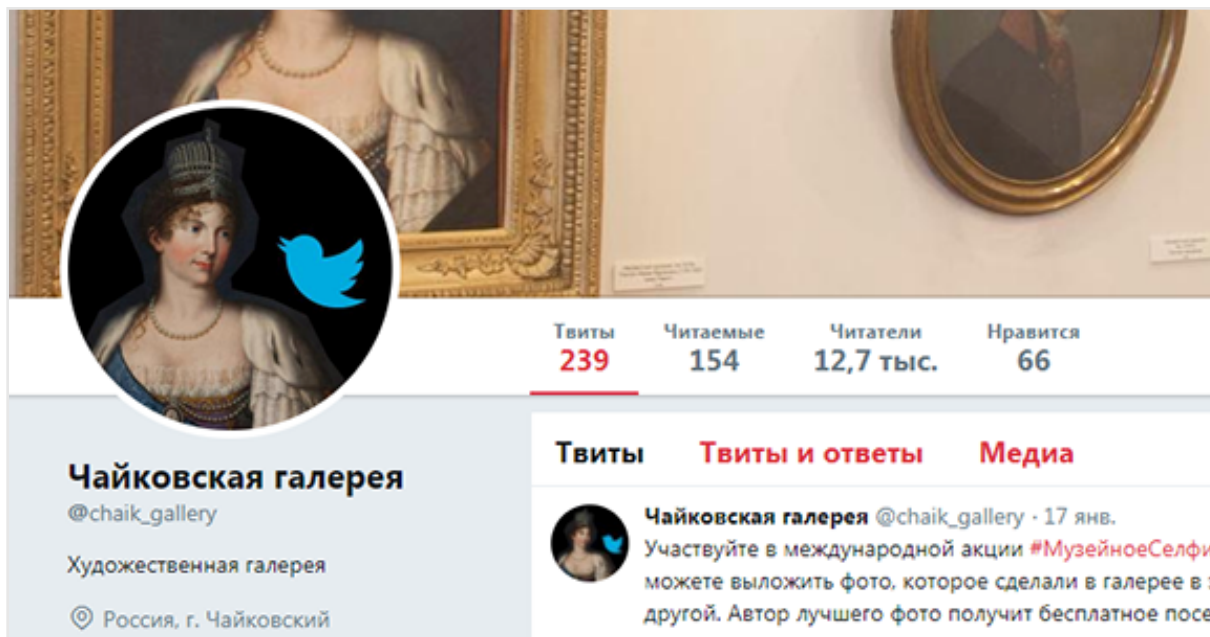 Твиты Читаемые Читатели Нравится
239 154 12,7 тыс. 66
Твиты Твиты и ответы Медиа
Чайковская галерея
@chaik_gallery
Художественная галерея
Россия, г. Чайковский
Чайковская галерея @chaik_gallery · 17 янв.
Участвуйте в международной акции #МузейноеСелфи
можете выложить фото, которое сделали в галерее в
другой. Автор лучшего фото получит бесплатное посе